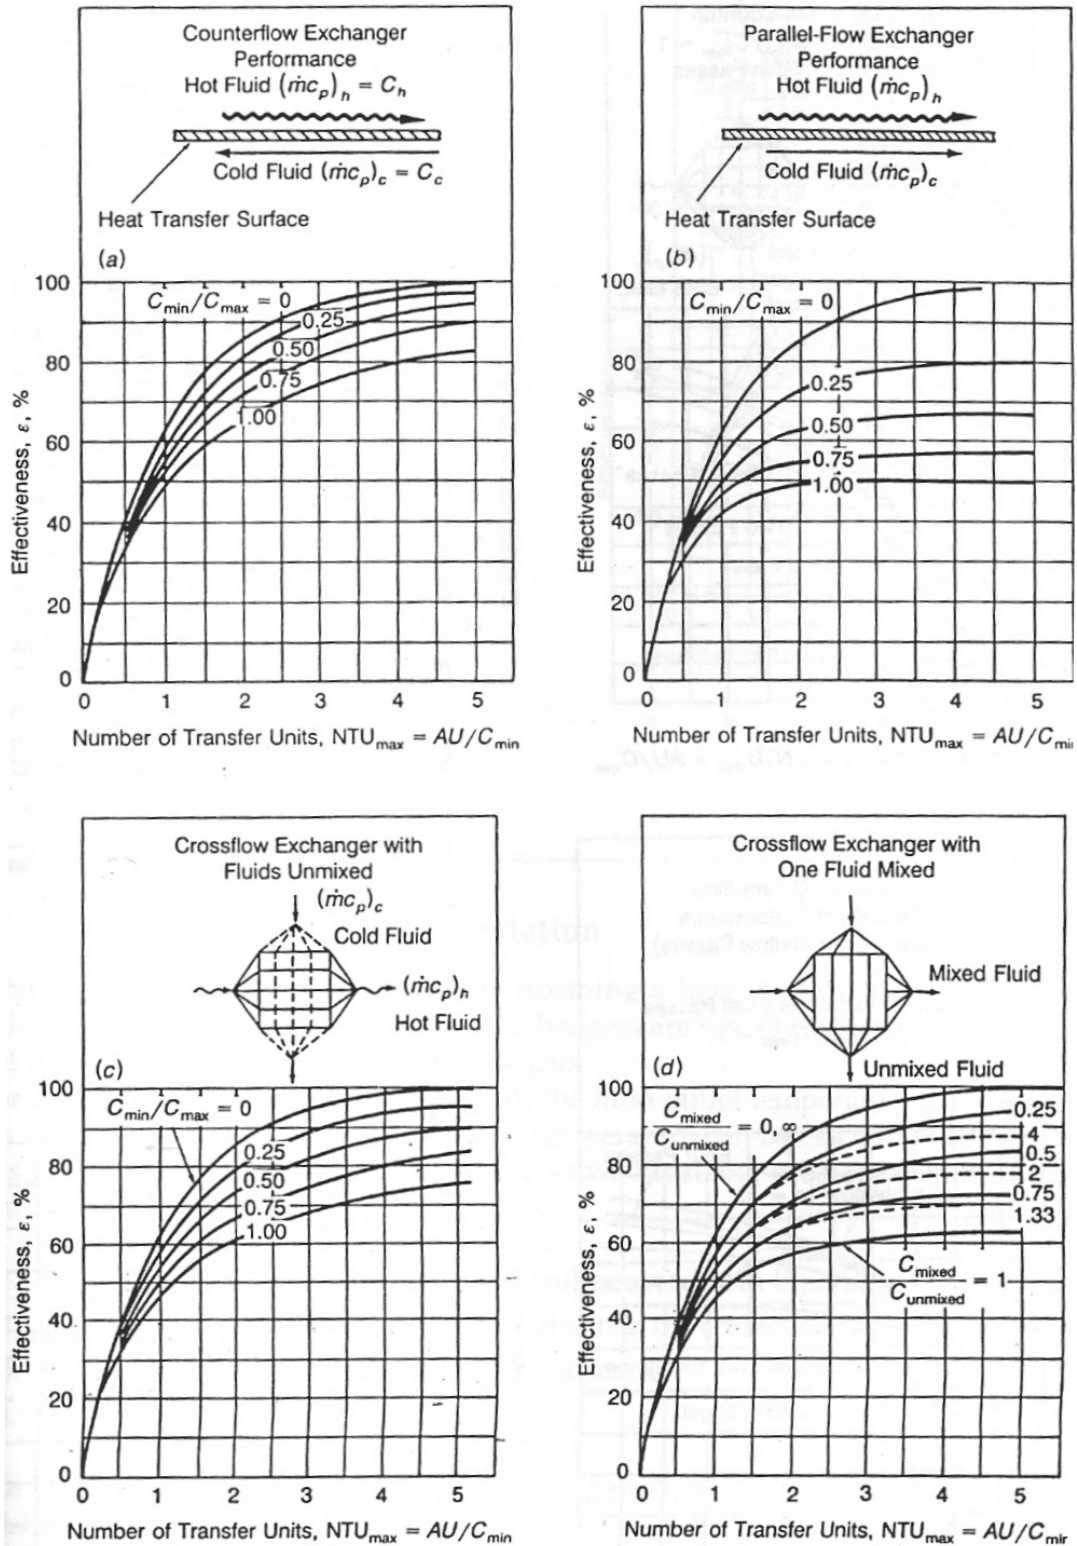 Counterflow Exchanger
Performance
Hot Fluid (ṁc_p)_h = C_h
Cold Fluid (ṁc_p)_c = C_c
Heat Transfer Surface
(a)
100
80
60
40
20
0
Effectiveness, ε, %
C_min/C_max = 0
0.25
0.50
0.75
1.00
0 1 2 3 4 5
Number of Transfer Units, NTU_max = AU/C_min
Parallel-Flow Exchanger
Performance
Hot Fluid (ṁc_p)_h
Cold Fluid (ṁc_p)_c
Heat Transfer Surface
(b)
100
80
60
40
20
0
Effectiveness, ε, %
C_min/C_max = 0
0.25
0.50
0.75
1.00
0 1 2 3 4 5
Number of Transfer Units, NTU_max = AU/C_mi
Crossflow Exchanger with
Fluids Unmixed
(ṁc_p)_c
Cold Fluid
(ṁc_p)_h
Hot Fluid
(c)
100
80
60
40
20
0
Effectiveness, ε, %
C_min/C_max = 0
0.25
0.50
0.75
1.00
0 1 2 3 4 5
Number of Transfer Units, NTU_max = AU/C_min
Crossflow Exchanger with
One Fluid Mixed
Mixed Fluid
Unmixed Fluid
(d)
100
80
60
40
20
0
Effectiveness, ε, %
C_mixed/C_unmixed = 0, ∞
0.25
4
0.5
2
0.75
1.33
C_mixed/C_unmixed = 1
0 1 2 3 4 5
Number of Transfer Units, NTU_max = AU/C_mir